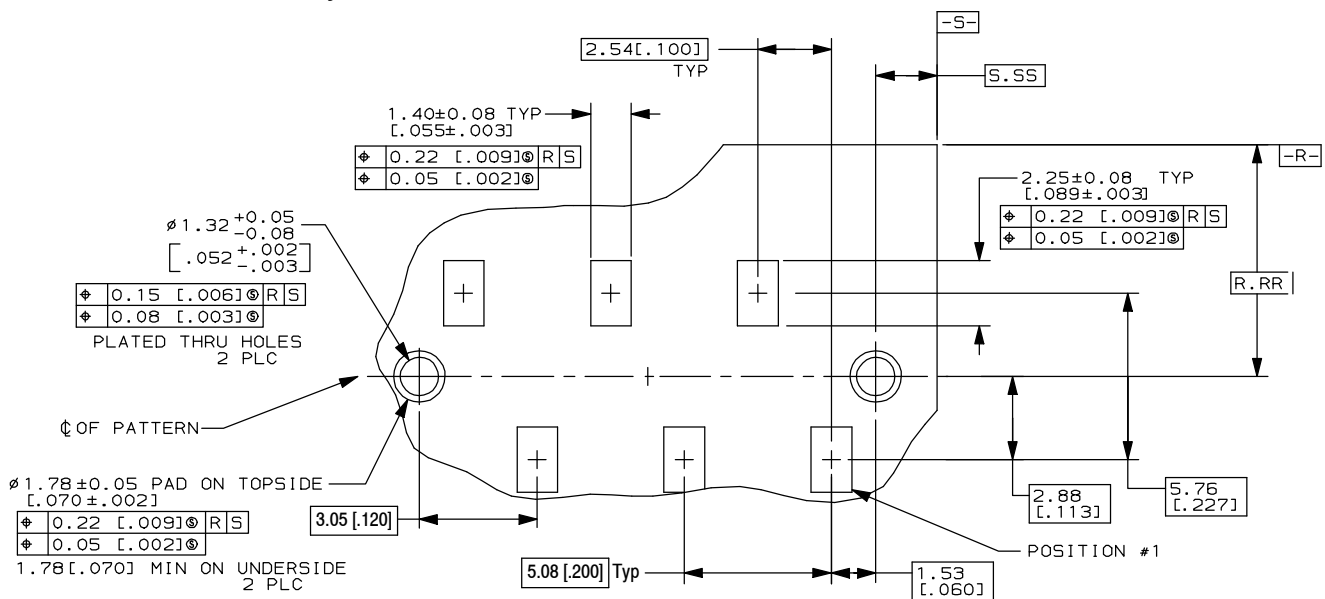 -S-
2.54[.100]
TYP
S.SS
1.40±0.08 TYP
[.055±.003]
⌖ 0.22 [.009]Ⓢ R S
⌖ 0.05 [.002]Ⓢ
-R-
2.25±0.08 TYP
[.089±.003]
⌖ 0.22 [.009]Ⓢ R S
⌖ 0.05 [.002]Ⓢ
⌀1.32 +0.05 -0.08
[.052 +.002 -.003]
⌖ 0.15 [.006]Ⓢ R S
⌖ 0.08 [.003]Ⓢ
PLATED THRU HOLES
2 PLC
R.RR
℄ OF PATTERN
⌀1.78±0.05 PAD ON TOPSIDE
[.070±.002]
⌖ 0.22 [.009]Ⓢ R S
⌖ 0.05 [.002]Ⓢ
1.78[.070] MIN ON UNDERSIDE
2 PLC
3.05 [.120]
5.08 [.200] Typ
2.88
[.113]
5.76
[.227]
POSITION #1
1.53
[.060]